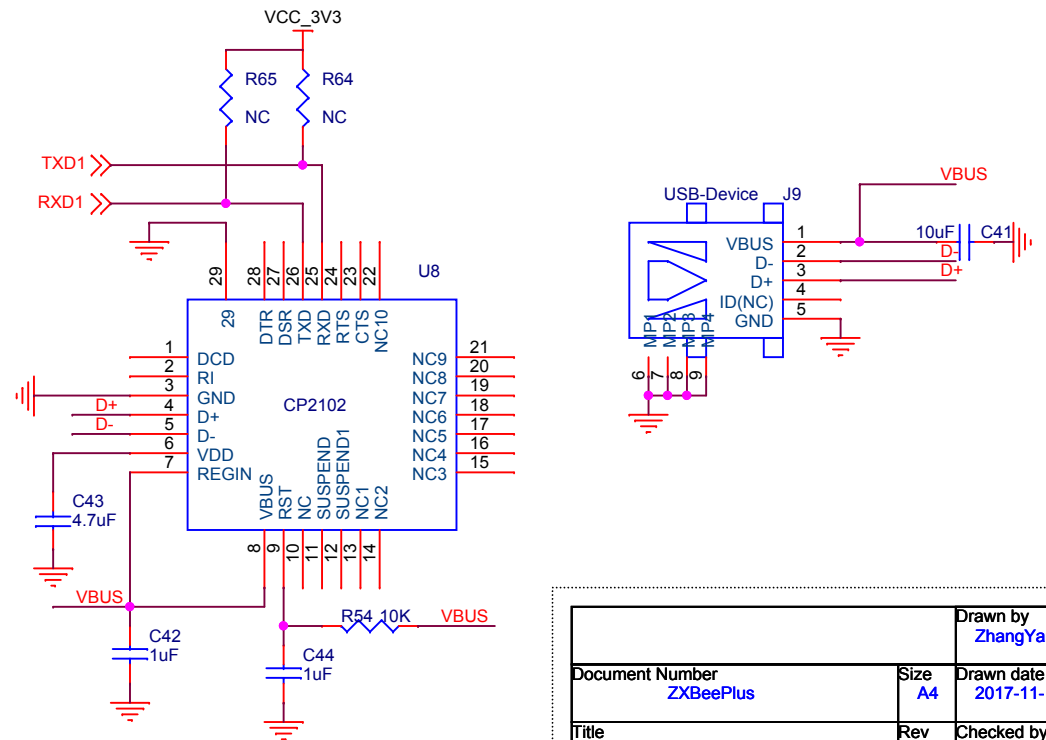 VCC_3V3
R65
R64
NC
NC
TXD1
RXD1
29
28
27
26
25
24
23
22
U8
29
DTR
DSR
TXD
RXD
RTS
CTS
NC10
1
DCD
2
RI
3
GND
D+
4
D+
D-
5
D-
6
VDD
7
REGIN
CP2102
NC9
21
NC8
20
NC7
19
NC6
18
NC5
17
NC4
16
NC3
15
VBUS
RST
NC
SUSPEND
SUSPEND1
NC1
NC2
8
9
10
11
12
13
14
C43
4.7uF
VBUS
C42
1uF
R54 10K
VBUS
C44
1uF
USB-Device
J9
VBUS
VBUS
1
10uF
C41
D-
2
D-
D+
3
D+
ID(NC)
4
GND
5
MP1
MP2
MP3
MP4
6
7
8
9
Drawn by
ZhangYa
Document Number
ZXBeePlus
Size
A4
Drawn date
2017-11-
Title
Rev
Checked by